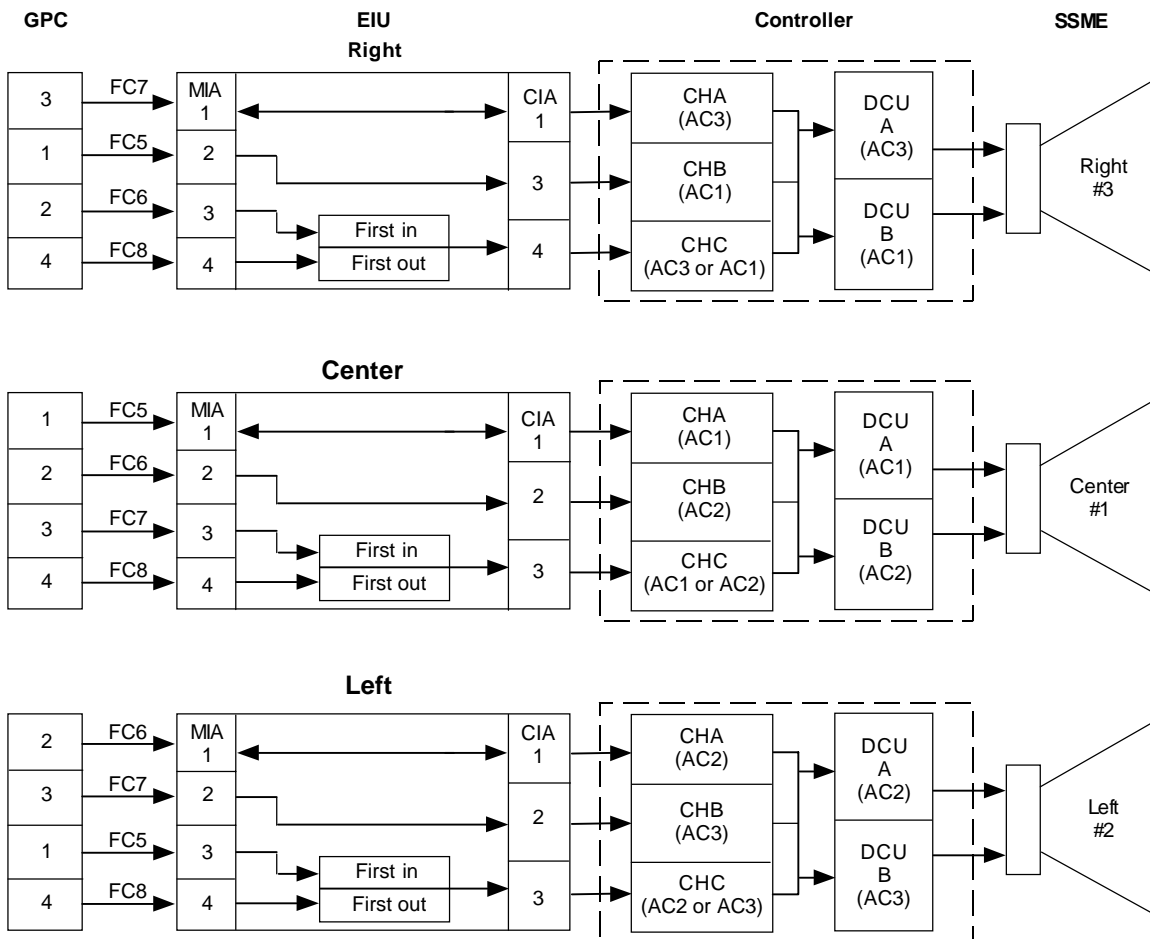 GPC EIU Controller SSME
Right
3
FC7
MIA
1
CIA
1
CHA
(AC3)
DCU
A
(AC3)
1
FC5
2
3
CHB
(AC1)
Right
#3
2
FC6
3
First in
First out
4
FC8
4
4
CHC
(AC3 or AC1)
DCU
B
(AC1)
Center
1
FC5
MIA
1
CIA
1
CHA
(AC1)
DCU
A
(AC1)
2
FC6
2
2
CHB
(AC2)
Center
#1
3
FC7
3
First in
First out
4
FC8
4
3
CHC
(AC1 or AC2)
DCU
B
(AC2)
Left
2
FC6
MIA
1
CIA
1
CHA
(AC2)
DCU
A
(AC2)
3
FC7
2
2
CHB
(AC3)
Left
#2
1
FC5
3
First in
First out
4
FC8
4
3
CHC
(AC2 or AC3)
DCU
B
(AC3)